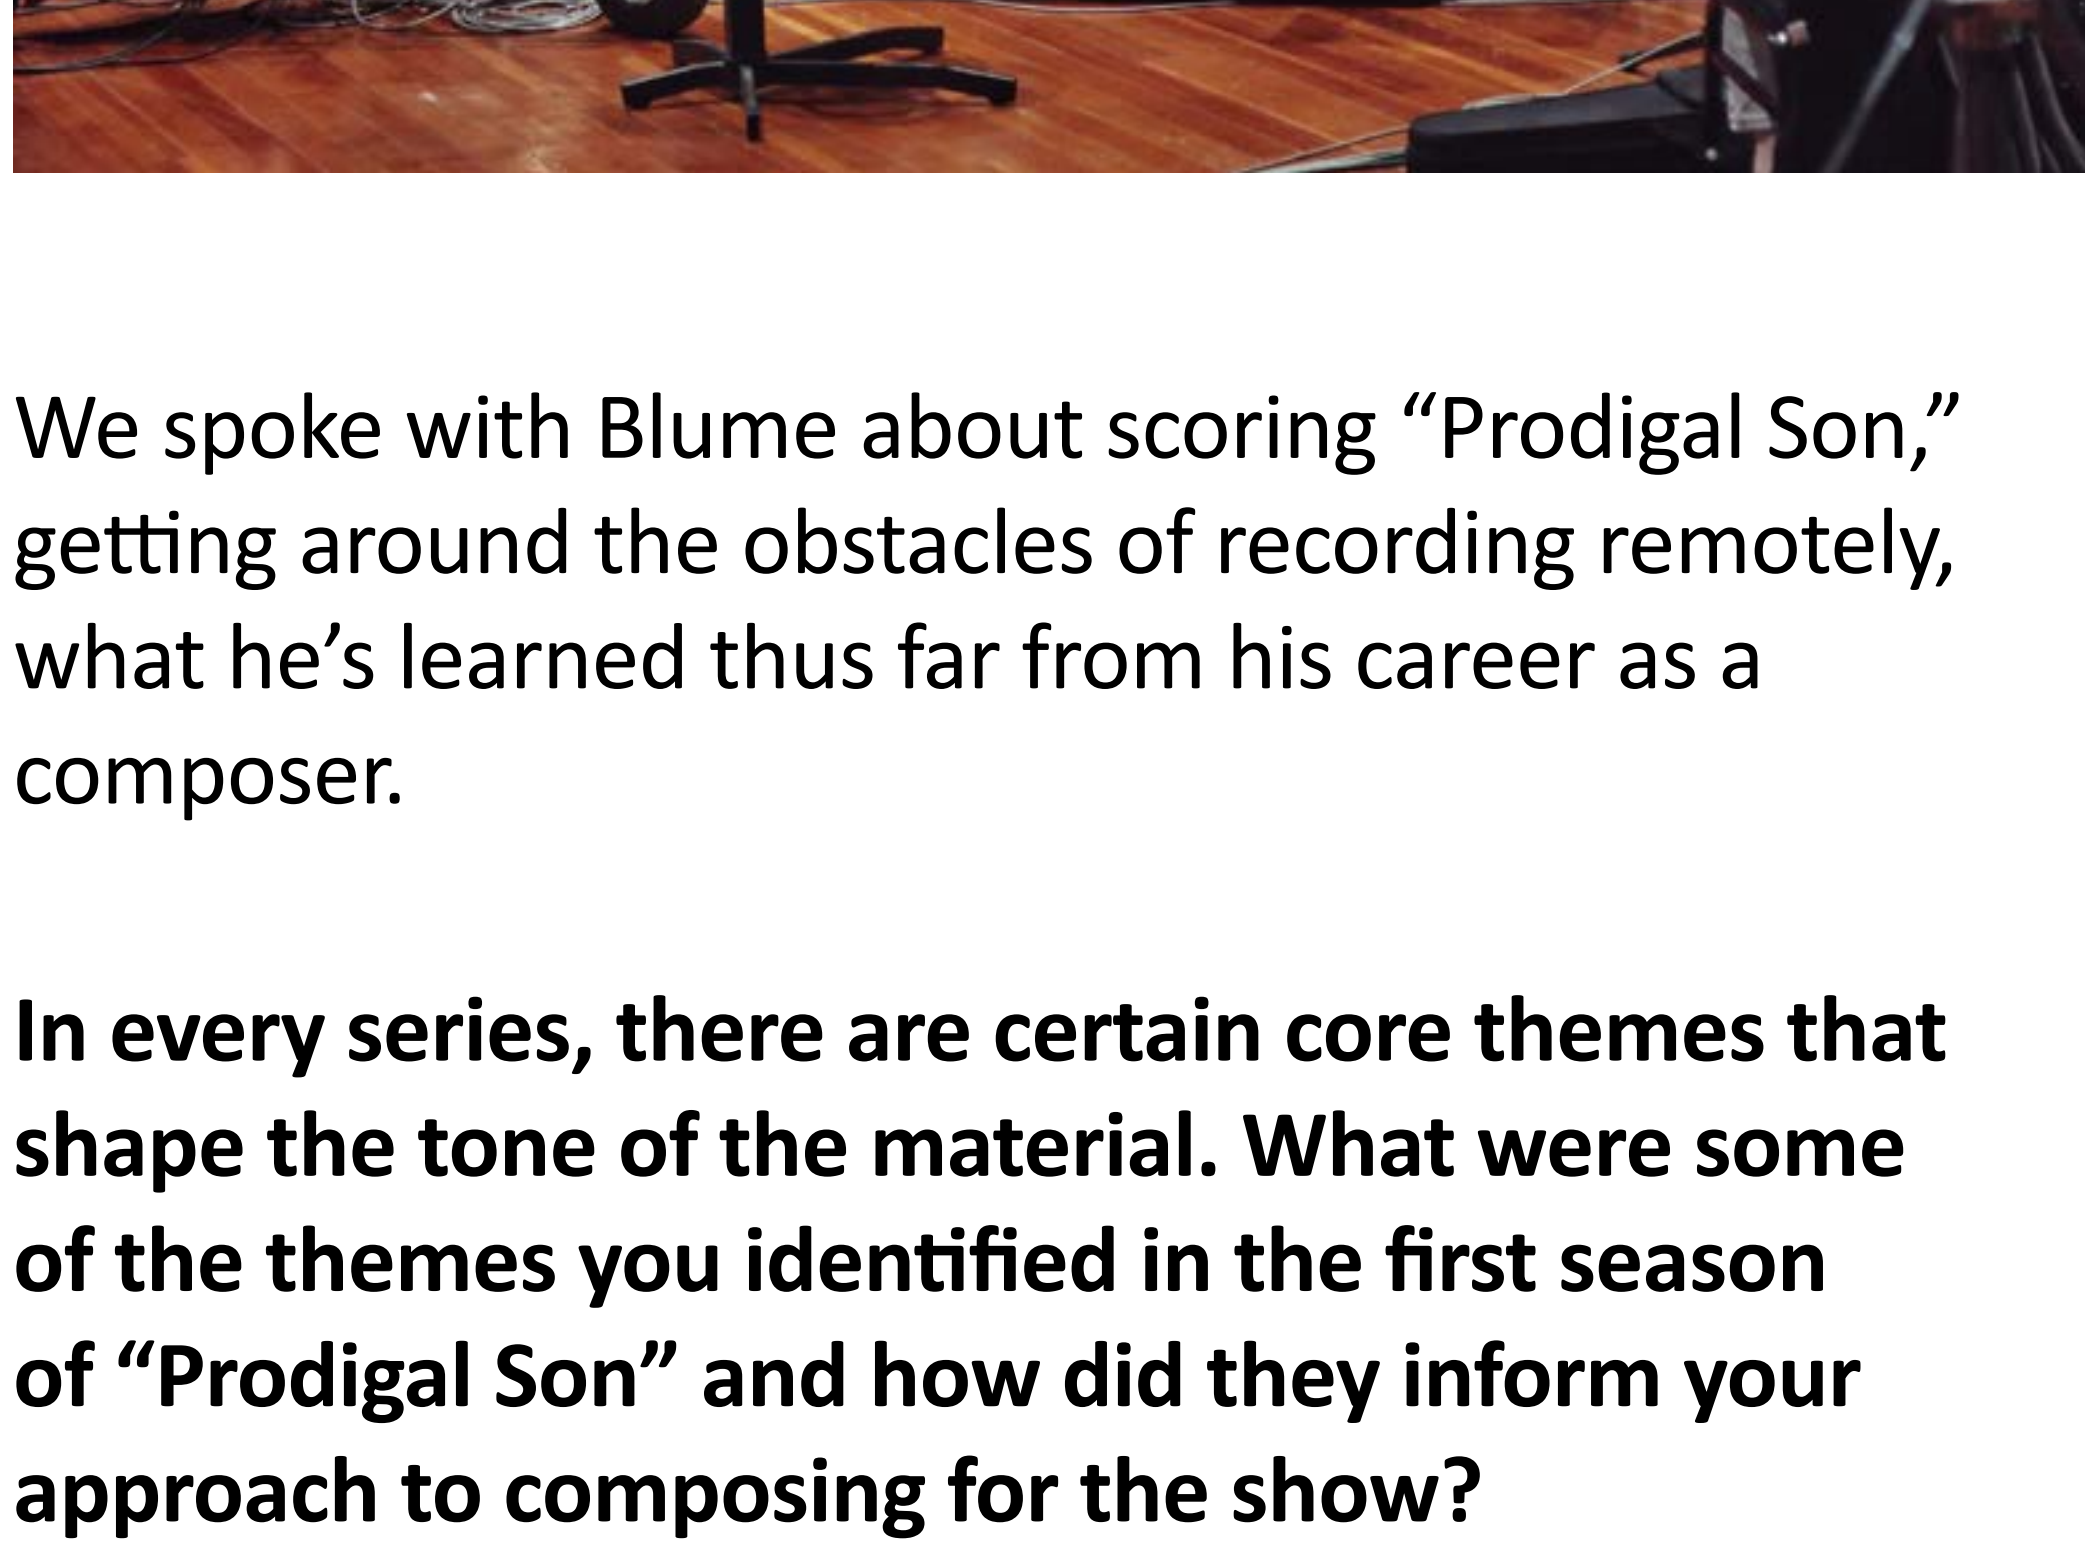 We spoke with Blume about scoring “Prodigal Son,”
getting around the obstacles of recording remotely,
what he’s learned thus far from his career as a
composer.
In every series, there are certain core themes that
shape the tone of the material. What were some
of the themes you identified in the first season
of “Prodigal Son” and how did they inform your
approach to composing for the show?